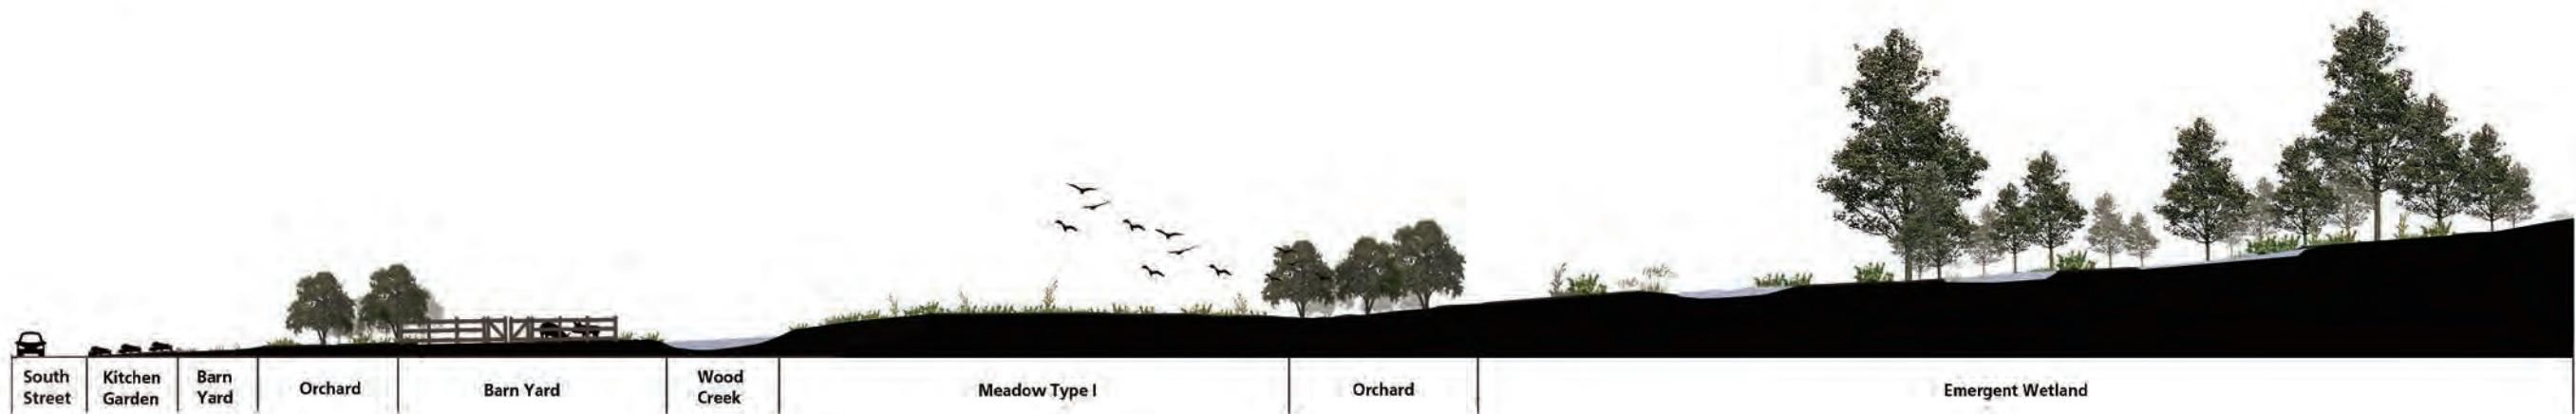 South
Street
Kitchen
Garden
Barn
Yard
Orchard
Barn Yard
Wood
Creek
Meadow Type I
Orchard
Emergent Wetland